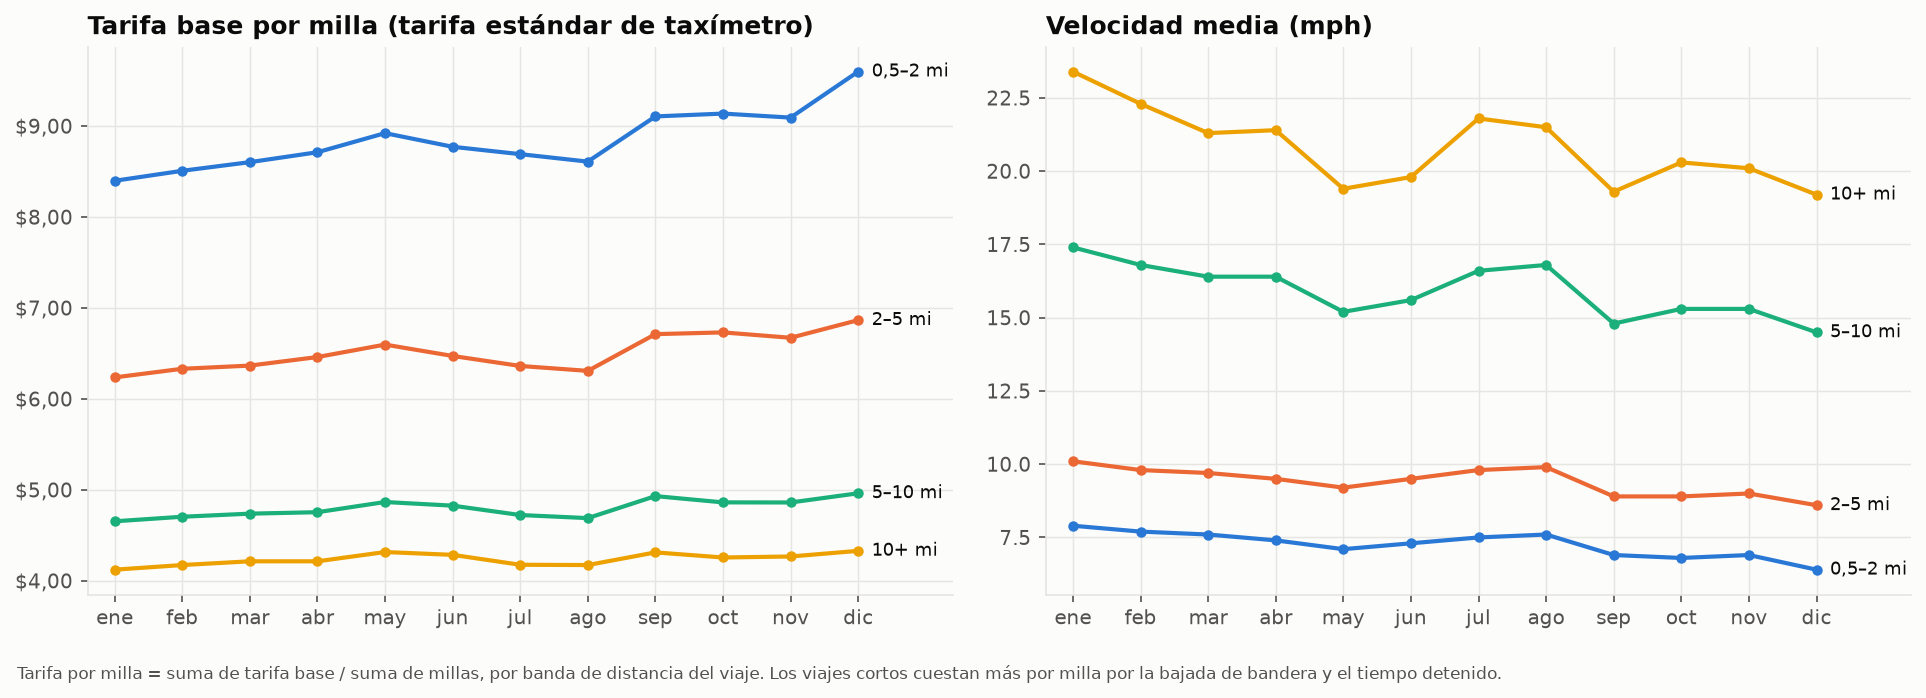 Tarifa base por milla (tarifa estándar de taxímetro)
$9,00
$8,00
$7,00
$6,00
$5,00
$4,00
0,5–2 mi
2–5 mi
5–10 mi
10+ mi
ene feb mar abr may jun jul ago sep oct nov dic
Velocidad media (mph)
22.5
20.0
17.5
15.0
12.5
10.0
7.5
10+ mi
5–10 mi
2–5 mi
0,5–2 mi
ene feb mar abr may jun jul ago sep oct nov dic
Tarifa por milla = suma de tarifa base / suma de millas, por banda de distancia del viaje. Los viajes cortos cuestan más por milla por la bajada de bandera y el tiempo detenido.